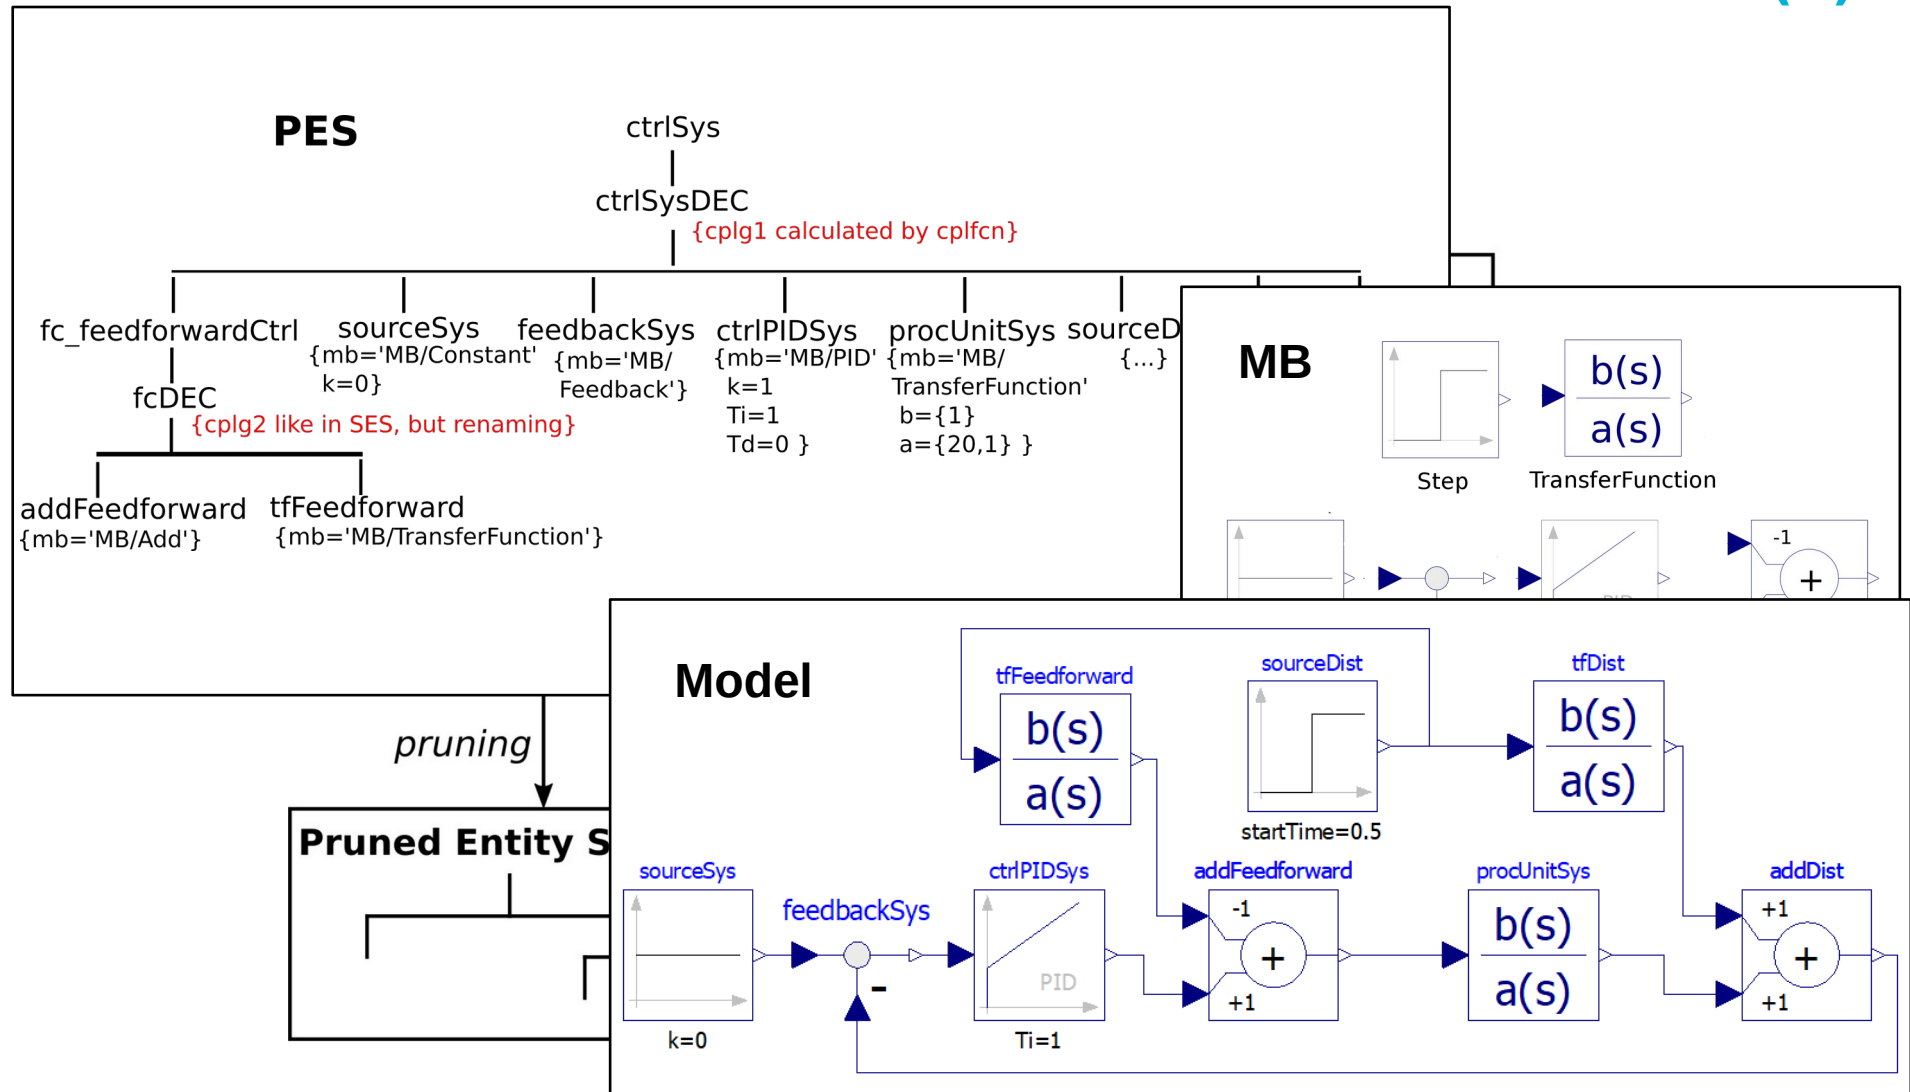 PES
ctrlSys
ctrlSysDEC
{cplg1 calculated by cplfcn}
fc_feedforwardCtrl
sourceSys
{mb='MB/Constant'
k=0}
feedbackSys
{mb='MB/
Feedback'}
ctrlPIDSys
{mb='MB/PID'
k=1
Ti=1
Td=0 }
procUnitSys
{mb='MB/
TransferFunction'
b={1}
a={20,1} }
sourceD
{...}
fcDEC
{cplg2 like in SES, but renaming}
addFeedforward
{mb='MB/Add'}
tfFeedforward
{mb='MB/TransferFunction'}
MB
Step
b(s)
a(s)
TransferFunction
-1
+
pruning
Pruned Entity S
Model
tfFeedforward
b(s)
a(s)
sourceDist
startTime=0.5
tfDist
b(s)
a(s)
sourceSys
k=0
feedbackSys
-
ctrlPIDSys
PID
Ti=1
addFeedforward
-1
+
+1
procUnitSys
b(s)
a(s)
addDist
+1
+
+1